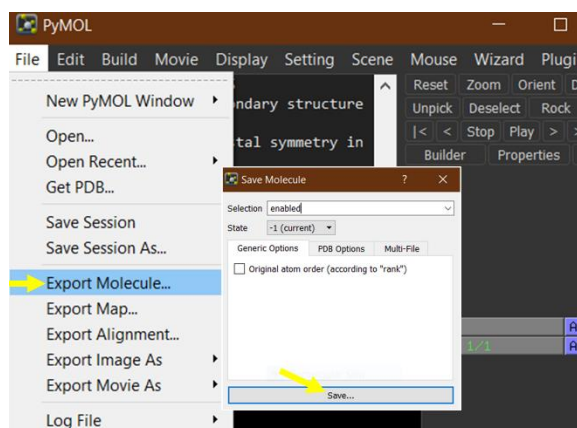 PyMOL
File Edit Build Movie Display Setting Scene Mouse Wizard Plugi
New PyMOL Window
Open...
Open Recent...
Get PDB...
Save Session
Save Session As...
Export Molecule...
Export Map...
Export Alignment...
Export Image As
Export Movie As
Log File
ndary structure
tal symmetry in
Reset Zoom Orient D
Unpick Deselect Rock
|< < Stop Play > >
Builder Properties
Save Molecule ? ×
Selection enabled
State -1 (current)
Generic Options PDB Options Multi-File
Original atom order (according to "rank")
Save...
A
1/1 A